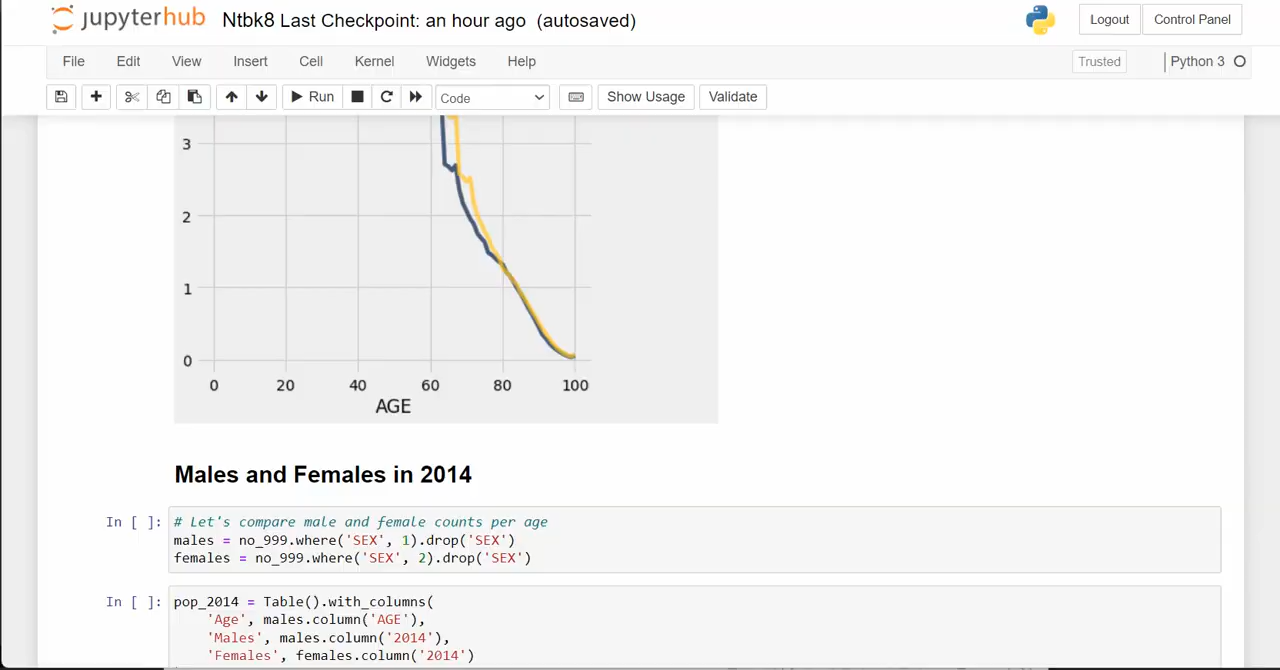 jupyterhub Ntbk8 Last Checkpoint: an hour ago (autosaved) Logout Control Panel
File Edit View Insert Cell Kernel Widgets Help Trusted Python 3
Run Code Show Usage Validate
3
2
1
0
0 20 40 60 80 100
AGE
Males and Females in 2014
In [ ]: # Let's compare male and female counts per age
males = no_999.where('SEX', 1).drop('SEX')
females = no_999.where('SEX', 2).drop('SEX')
In [ ]: pop_2014 = Table().with_columns(
'Age', males.column('AGE'),
'Males', males.column('2014'),
'Females', females.column('2014')